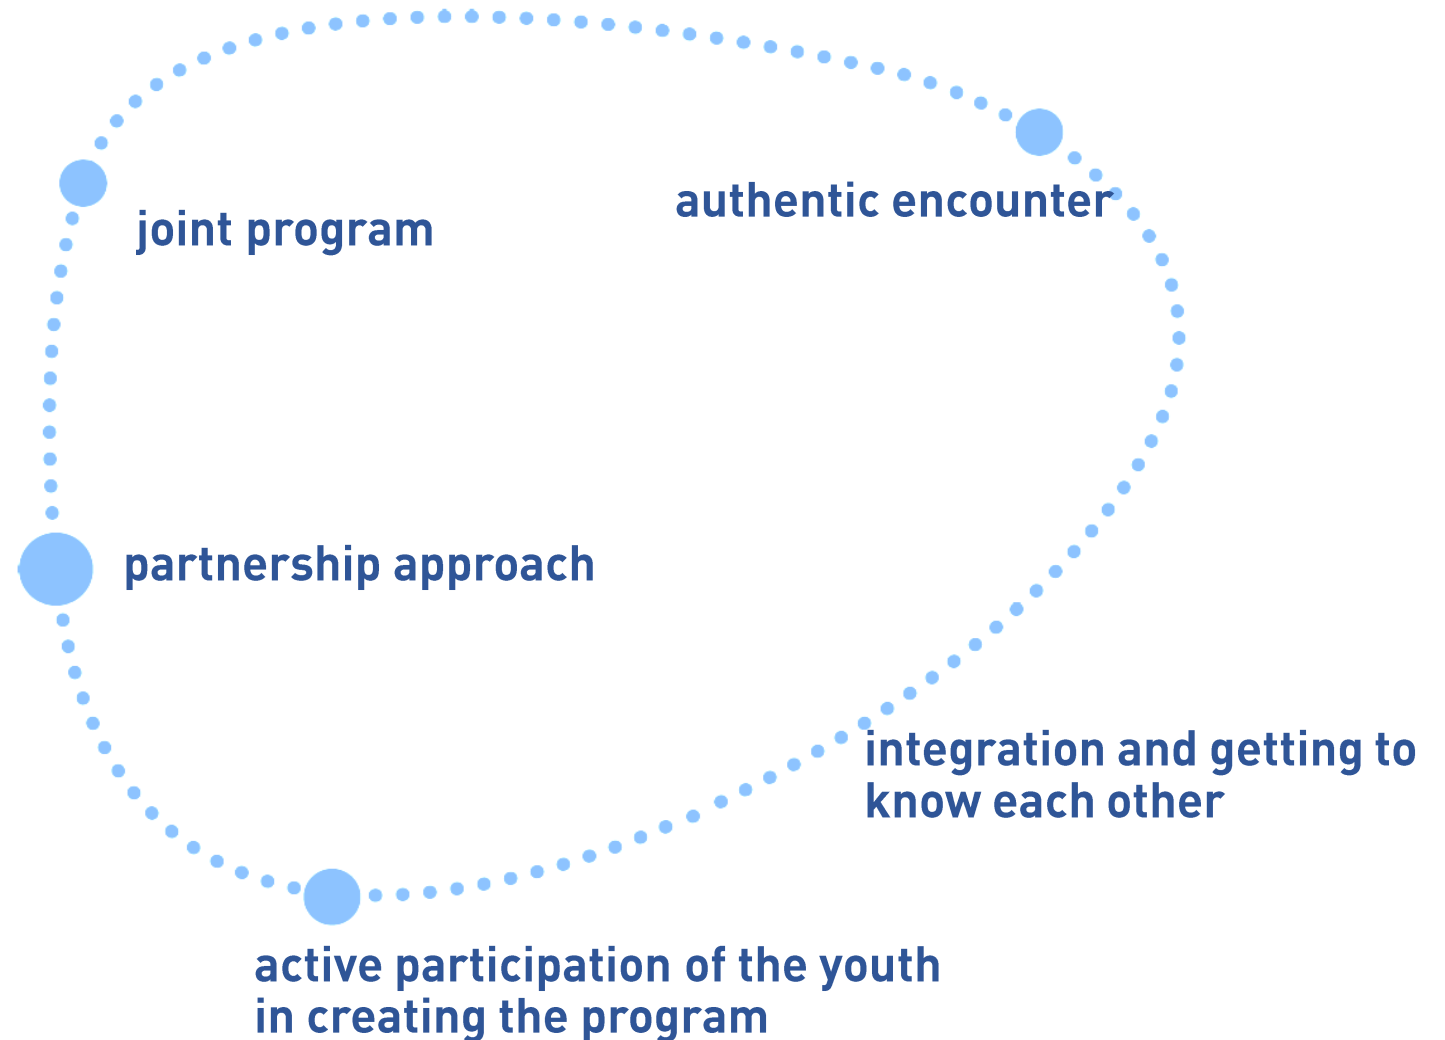 authentic encounter
joint program
partnership approach
integration and getting to
know each other
active participation of the youth
in creating the program